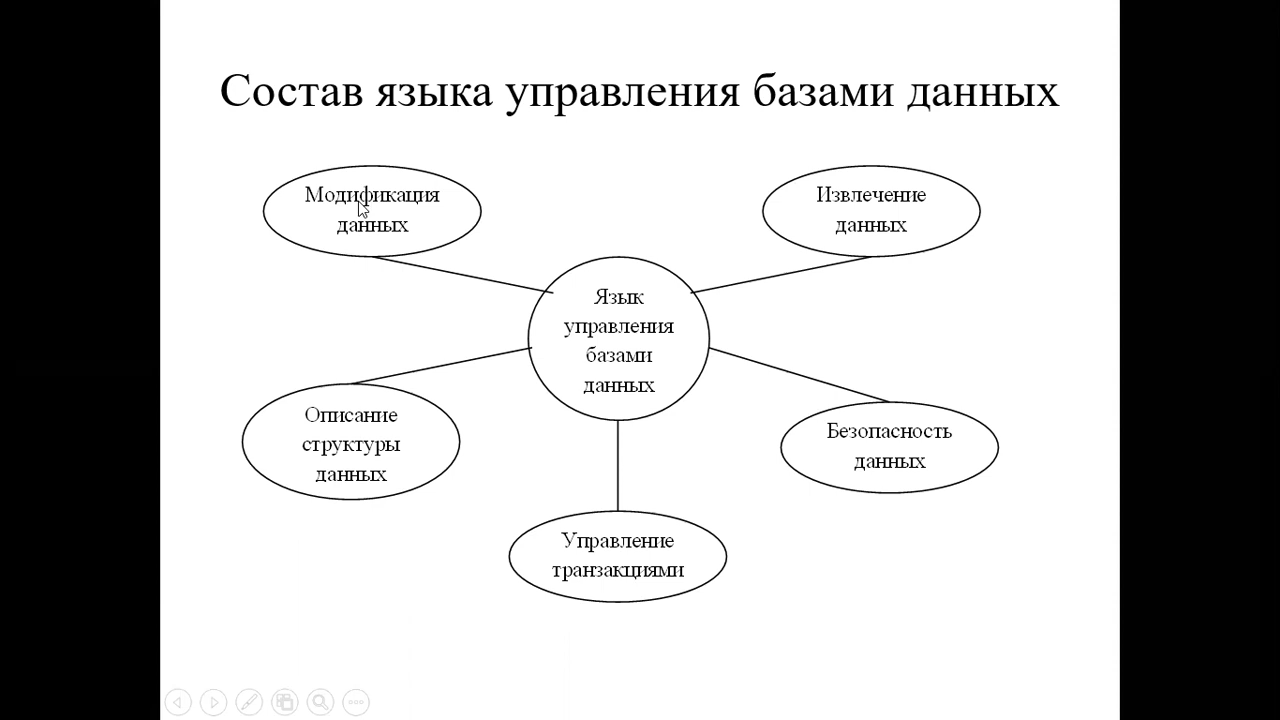 Состав языка управления базами данных
Модификация
данных
Извлечение
данных
Язык
управления
базами
данных
Описание
структуры
данных
Безопасность
данных
Управление
транзакциями